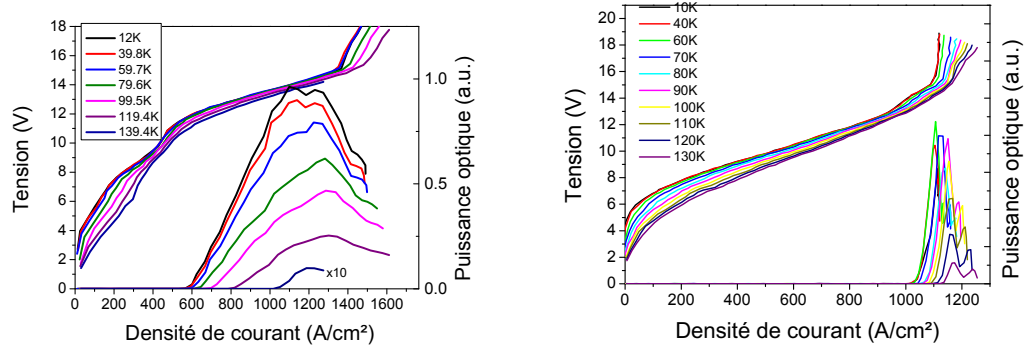 18
16
14
12
10
8
6
4
2
0
Tension (V)
12K
39.8K
59.7K
79.6K
99.5K
119.4K
139.4K
x10
1.0
0.5
0.0
Puissance optique (a.u.)
0 200 400 600 800 1000 1200 1400 1600
Densité de courant (A/cm²)
20
18
16
14
12
10
8
6
4
2
0
Tension (V)
10K
40K
60K
70K
80K
90K
100K
110K
120K
130K
Puissance optique (a.u.)
0 200 400 600 800 1000 1200
Densité de courant (A/cm²)